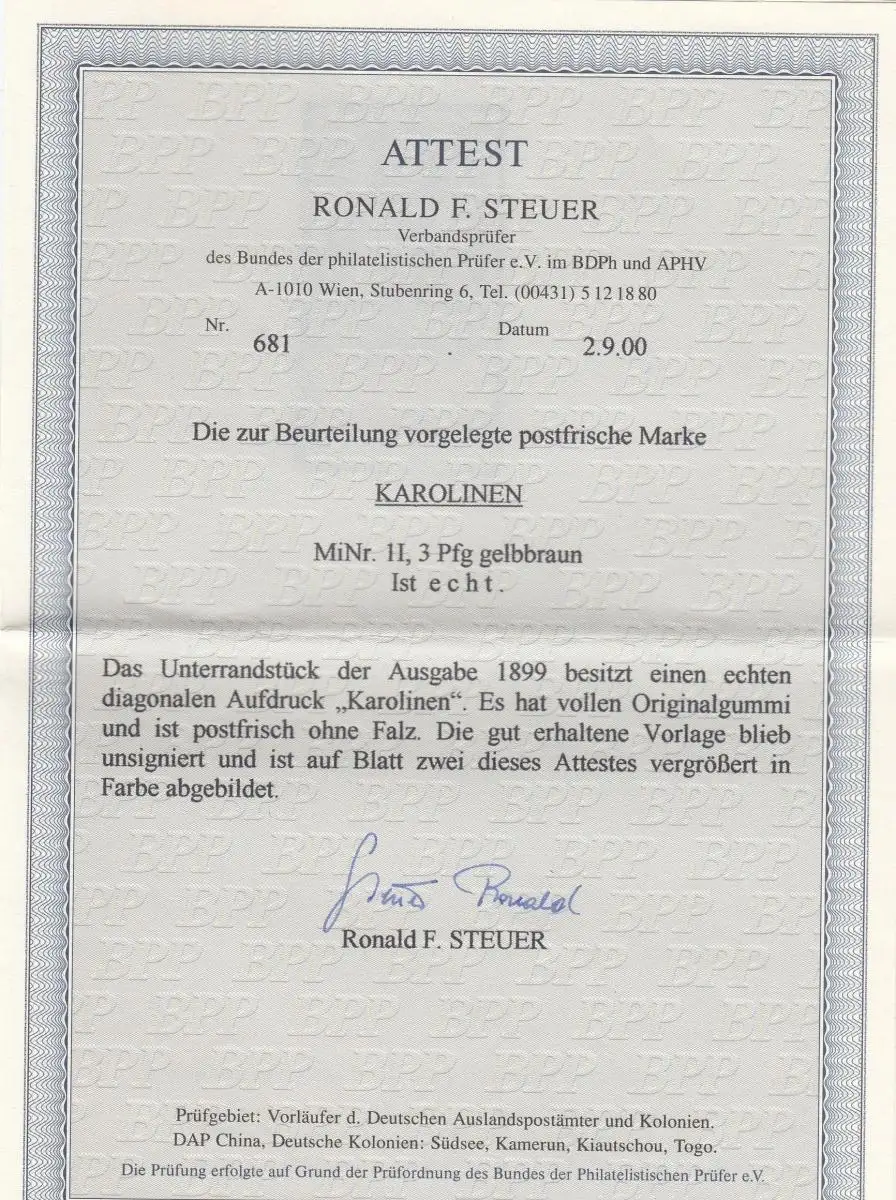 ATTEST
RONALD F. STEUER
Verbandsprüfer
des Bundes der philatelistischen Prüfer e.V. im BDPh und APHV
A-1010 Wien, Stubenring 6, Tel. (00431) 5 12 18 80
Nr. 681 . Datum 2.9.00
Die zur Beurteilung vorgelegte postfrische Marke
KAROLINEN
MiNr. 1I, 3 Pfg gelbbraun
Ist e c h t .
Das Unterrandstück der Ausgabe 1899 besitzt einen echten
diagonalen Aufdruck „Karolinen“. Es hat vollen Originalgummi
und ist postfrisch ohne Falz. Die gut erhaltene Vorlage blieb
unsigniert und ist auf Blatt zwei dieses Attestes vergrößert in
Farbe abgebildet.
Steuer Ronald
Ronald F. STEUER
Prüfgebiet: Vorläufer d. Deutschen Auslandspostämter und Kolonien.
DAP China, Deutsche Kolonien: Südsee, Kamerun, Kiautschou, Togo.
Die Prüfung erfolgte auf Grund der Prüfordnung des Bundes der Philatelistischen Prüfer e.V.